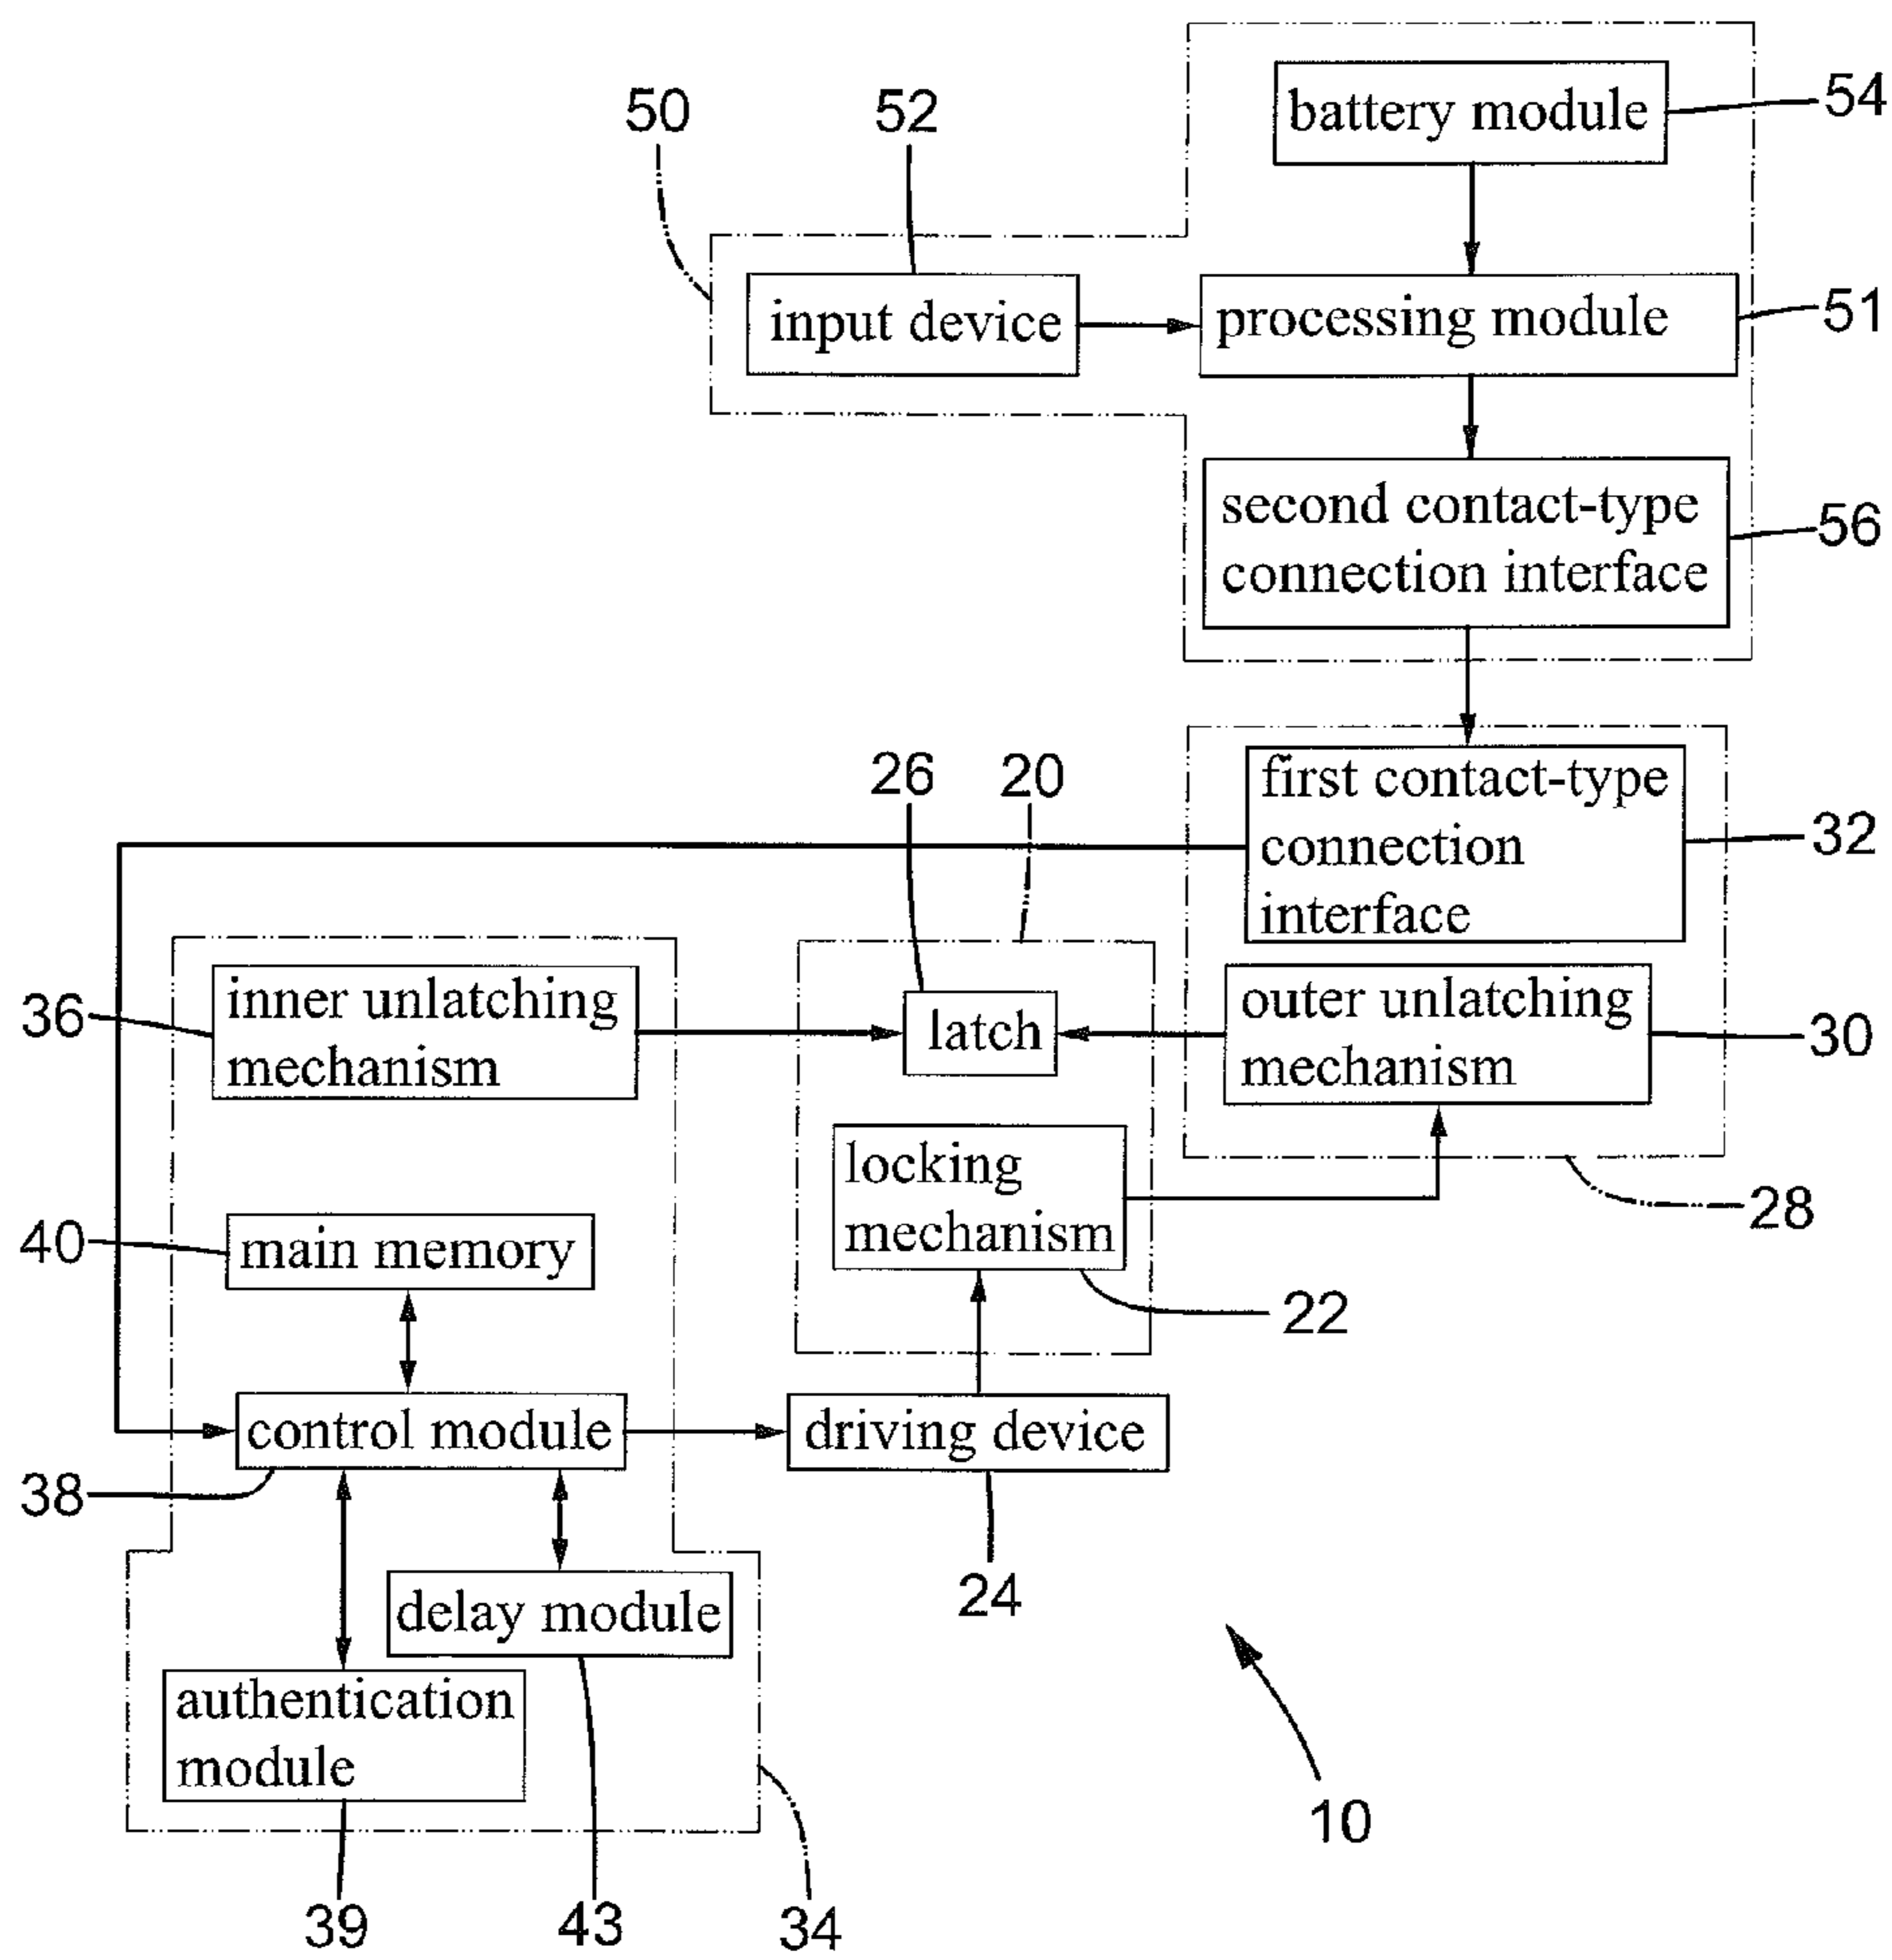 battery module
54
50
52
input device
processing module
51
second contact-type
connection interface
56
26
20
first contact-type
connection
interface
32
36
inner unlatching
mechanism
latch
outer unlatching
mechanism
30
locking
mechanism
28
40
main memory
22
control module
driving device
38
24
delay module
authentication
module
10
39
43
34